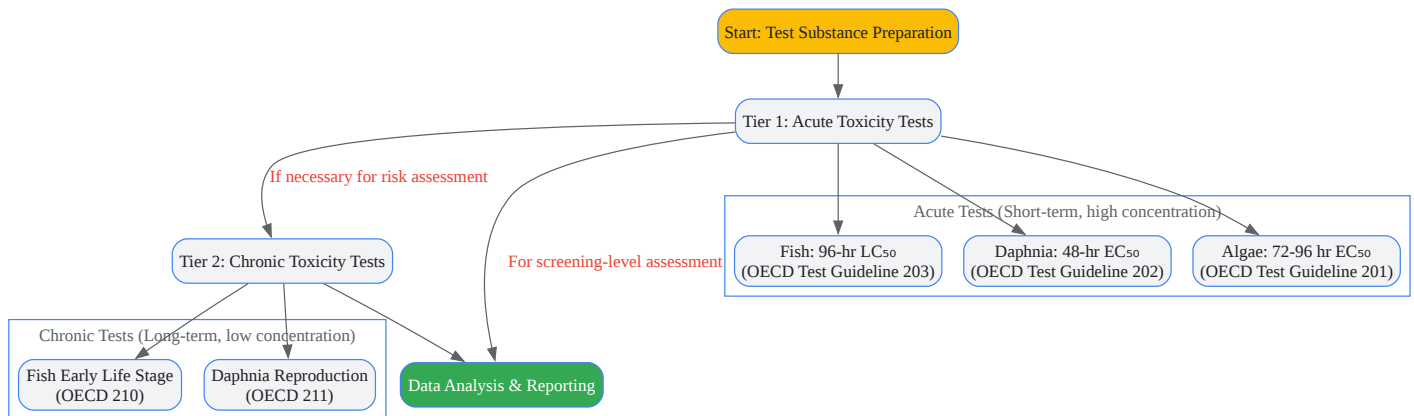 Start: Test Substance Preparation
Tier 1: Acute Toxicity Tests
If necessary for risk assessment
For screening-level assessment
Acute Tests (Short-term, high concentration)
Fish: 96-hr LC₅₀
(OECD Test Guideline 203)
Daphnia: 48-hr EC₅₀
(OECD Test Guideline 202)
Algae: 72-96 hr EC₅₀
(OECD Test Guideline 201)
Tier 2: Chronic Toxicity Tests
Chronic Tests (Long-term, low concentration)
Fish Early Life Stage
(OECD 210)
Daphnia Reproduction
(OECD 211)
Data Analysis & Reporting